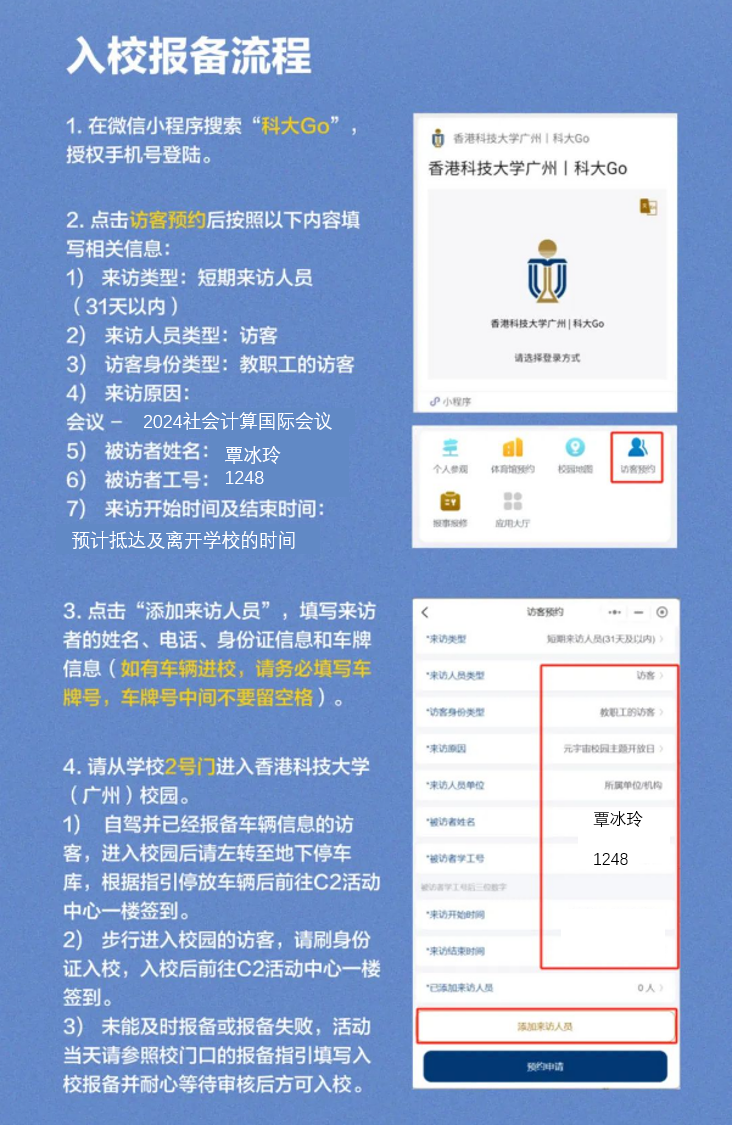 入校报备流程
1. 在微信小程序搜索“科大Go”，
授权手机号登陆。
2. 点击访客预约后按照以下内容填
写相关信息：
1） 来访类型：短期来访人员
（31天以内）
2） 来访人员类型：访客
3） 访客身份类型：教职工的访客
4） 来访原因：
会议 – 2024社会计算国际会议
5） 被访者姓名：覃冰玲
6） 被访者工号：1248
7） 来访开始时间及结束时间：
预计抵达及离开学校的时间
3. 点击“添加来访人员”，填写来访
者的姓名、电话、身份证信息和车牌
信息（如有车辆进校，请务必填写车
牌号，车牌号中间不要留空格）。
4. 请从学校2号门进入香港科技大学
（广州）校园。
1） 自驾并已经报备车辆信息的访
客，进入校园后请左转至地下停车
库，根据指引停放车辆后前往C2活动
中心一楼签到。
2） 步行进入校园的访客，请刷身份
证入校，入校后前往C2活动中心一楼
签到。
3） 未能及时报备或报备失败，活动
当天请参照校门口的报备指引填写入
校报备并耐心等待审核后方可入校。
香港科技大学广州丨科大Go
香港科技大学广州丨科大Go
香港科技大学广州|科大Go
请选择登录方式
小程序
个人参观 体育馆预约 校园地图 访客预约
报事报修 应用大厅
访客预约
*来访类型 短期来访人员(31天及以内)
*来访人员类型 访客
*访客身份类型 教职工的访客
*来访原因 元宇宙校园主题开放日
*来访人员单位 所属单位/机构
*被访者姓名 覃冰玲
*被访者学工号 1248
被访者学工号后三位数字
*来访开始时间
*来访结束时间
*已添加来访人员 0 人
添加来访人员
预约申请